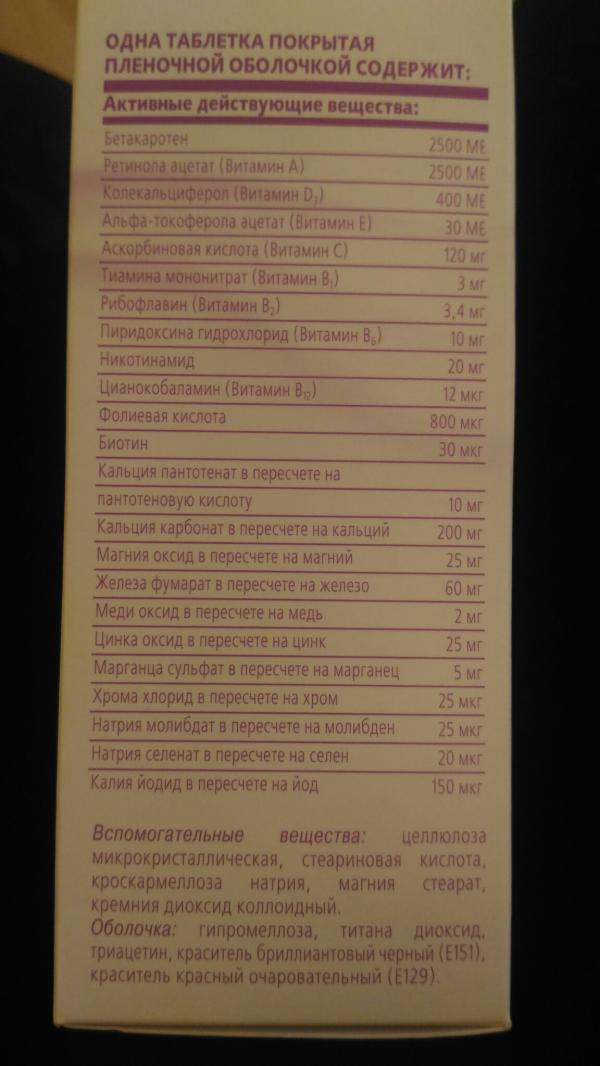 ОДНА ТАБЛЕТКА ПОКРЫТАЯ
ПЛЕНОЧНОЙ ОБОЛОЧКОЙ СОДЕРЖИТ:
Активные действующие вещества:
Бетакаротен 2500 МЕ
Ретинола ацетат (Витамин А) 2500 МЕ
Колекальциферол (Витамин D₃) 400 МЕ
Альфа-токоферола ацетат (Витамин Е) 30 МЕ
Аскорбиновая кислота (Витамин С) 120 мг
Тиамина мононитрат (Витамин В₁) 3 мг
Рибофлавин (Витамин В₂) 3,4 мг
Пиридоксина гидрохлорид (Витамин В₆) 10 мг
Никотинамид 20 мг
Цианокобаламин (Витамин В₁₂) 12 мкг
Фолиевая кислота 800 мкг
Биотин 30 мкг
Кальция пантотенат в пересчете на
пантотеновую кислоту 10 мг
Кальция карбонат в пересчете на кальций 200 мг
Магния оксид в пересчете на магний 25 мг
Железа фумарат в пересчете на железо 60 мг
Меди оксид в пересчете на медь 2 мг
Цинка оксид в пересчете на цинк 25 мг
Марганца сульфат в пересчете на марганец 5 мг
Хрома хлорид в пересчете на хром 25 мкг
Натрия молибдат в пересчете на молибден 25 мкг
Натрия селенат в пересчете на селен 20 мкг
Калия йодид в пересчете на йод 150 мкг
Вспомогательные вещества: целлюлоза
микрокристаллическая, стеариновая кислота,
кроскармеллоза натрия, магния стеарат,
кремния диоксид коллоидный.
Оболочка: гипромеллоза, титана диоксид,
триацетин, краситель бриллиантовый черный (Е151),
краситель красный очаровательный (Е129).